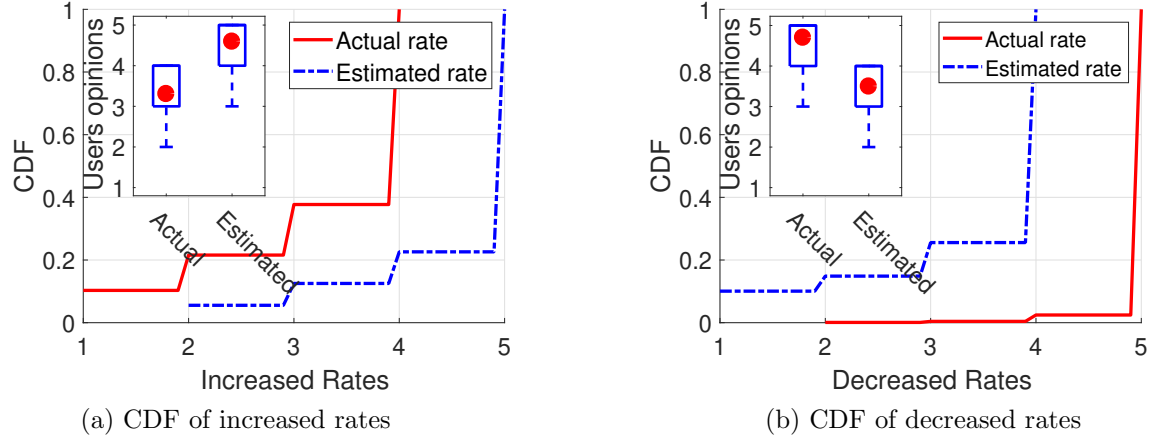 1
0.8
0.6
0.4
0.2
0
CDF
1
2
3
4
5
Increased Rates
Users opinions
5
4
3
2
1
Actual
Estimated
Actual rate
Estimated rate
(a) CDF of increased rates
1
0.8
0.6
0.4
0.2
0
CDF
1
2
3
4
5
Decreased Rates
Users opinions
5
4
3
2
1
Actual
Estimated
Actual rate
Estimated rate
(b) CDF of decreased rates